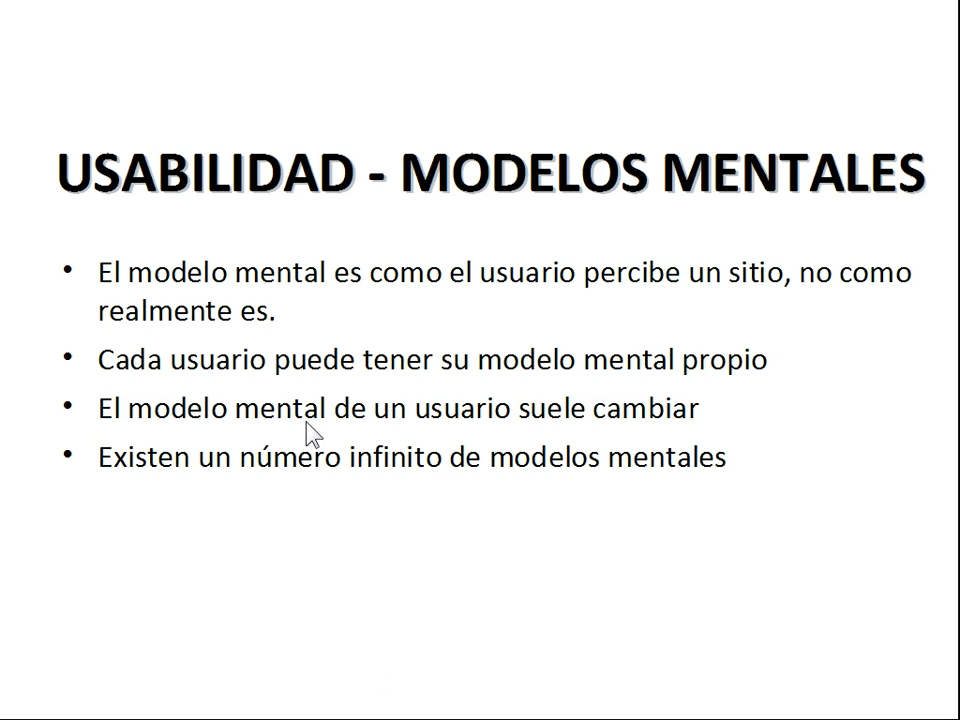 USABILIDAD - MODELOS MENTALES
• El modelo mental es como el usuario percibe un sitio, no como
realmente es.
• Cada usuario puede tener su modelo mental propio
• El modelo mental de un usuario suele cambiar
• Existen un número infinito de modelos mentales